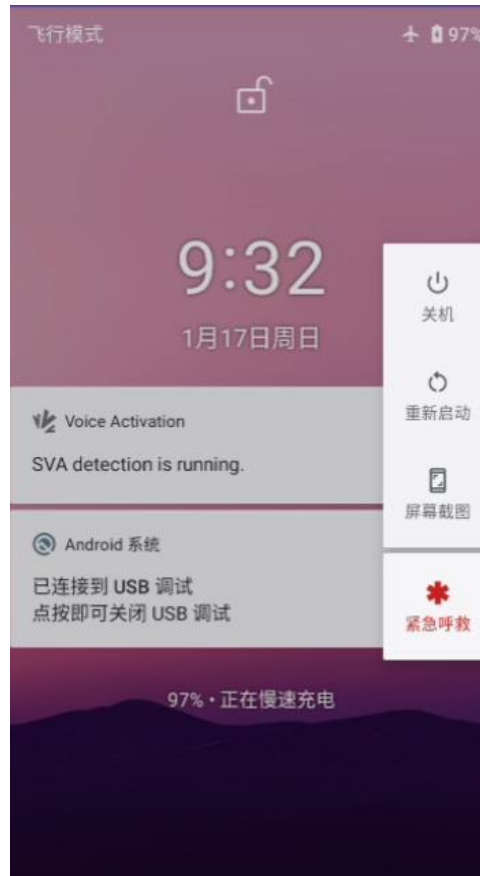 飞行模式
97%
9:32
1月17日周日
关机
重新启动
屏幕截图
紧急呼救
Voice Activation
SVA detection is running.
Android 系统
已连接到 USB 调试
点按即可关闭 USB 调试
97% • 正在慢速充电